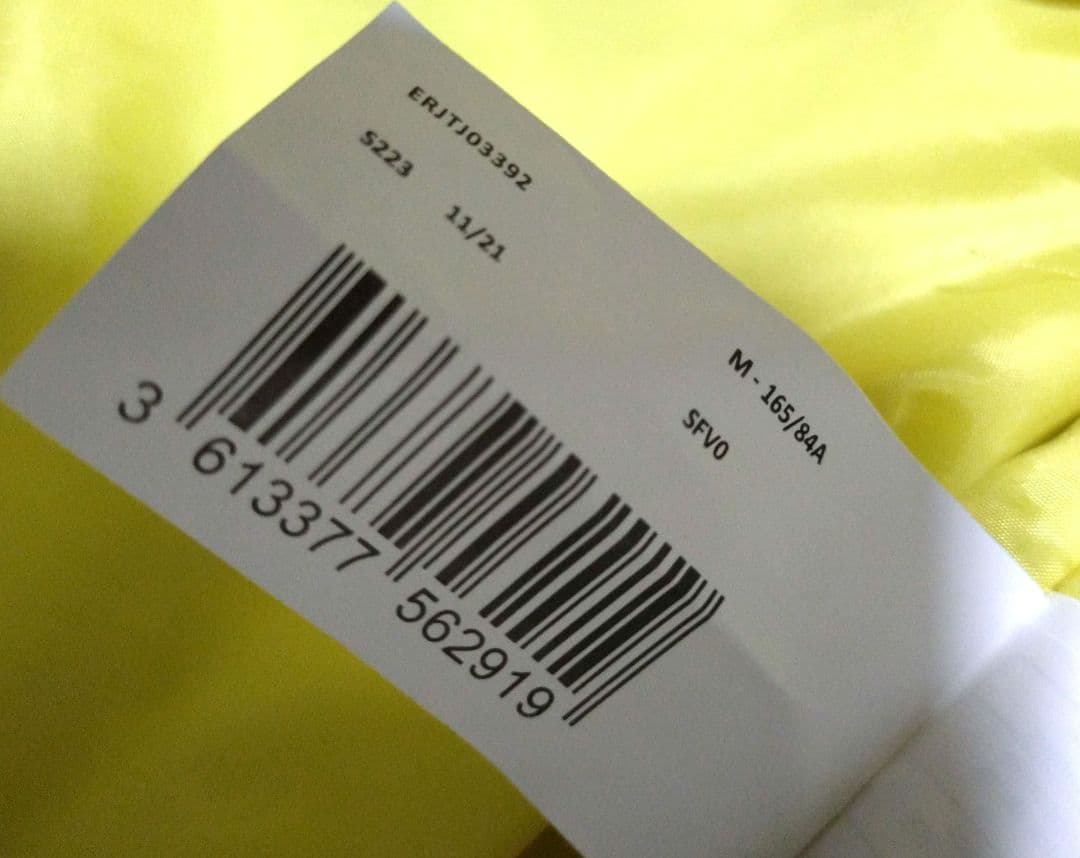 ERJTJ03392
S223
11/21
M - 165/84A
SFV0
3 613377 562919